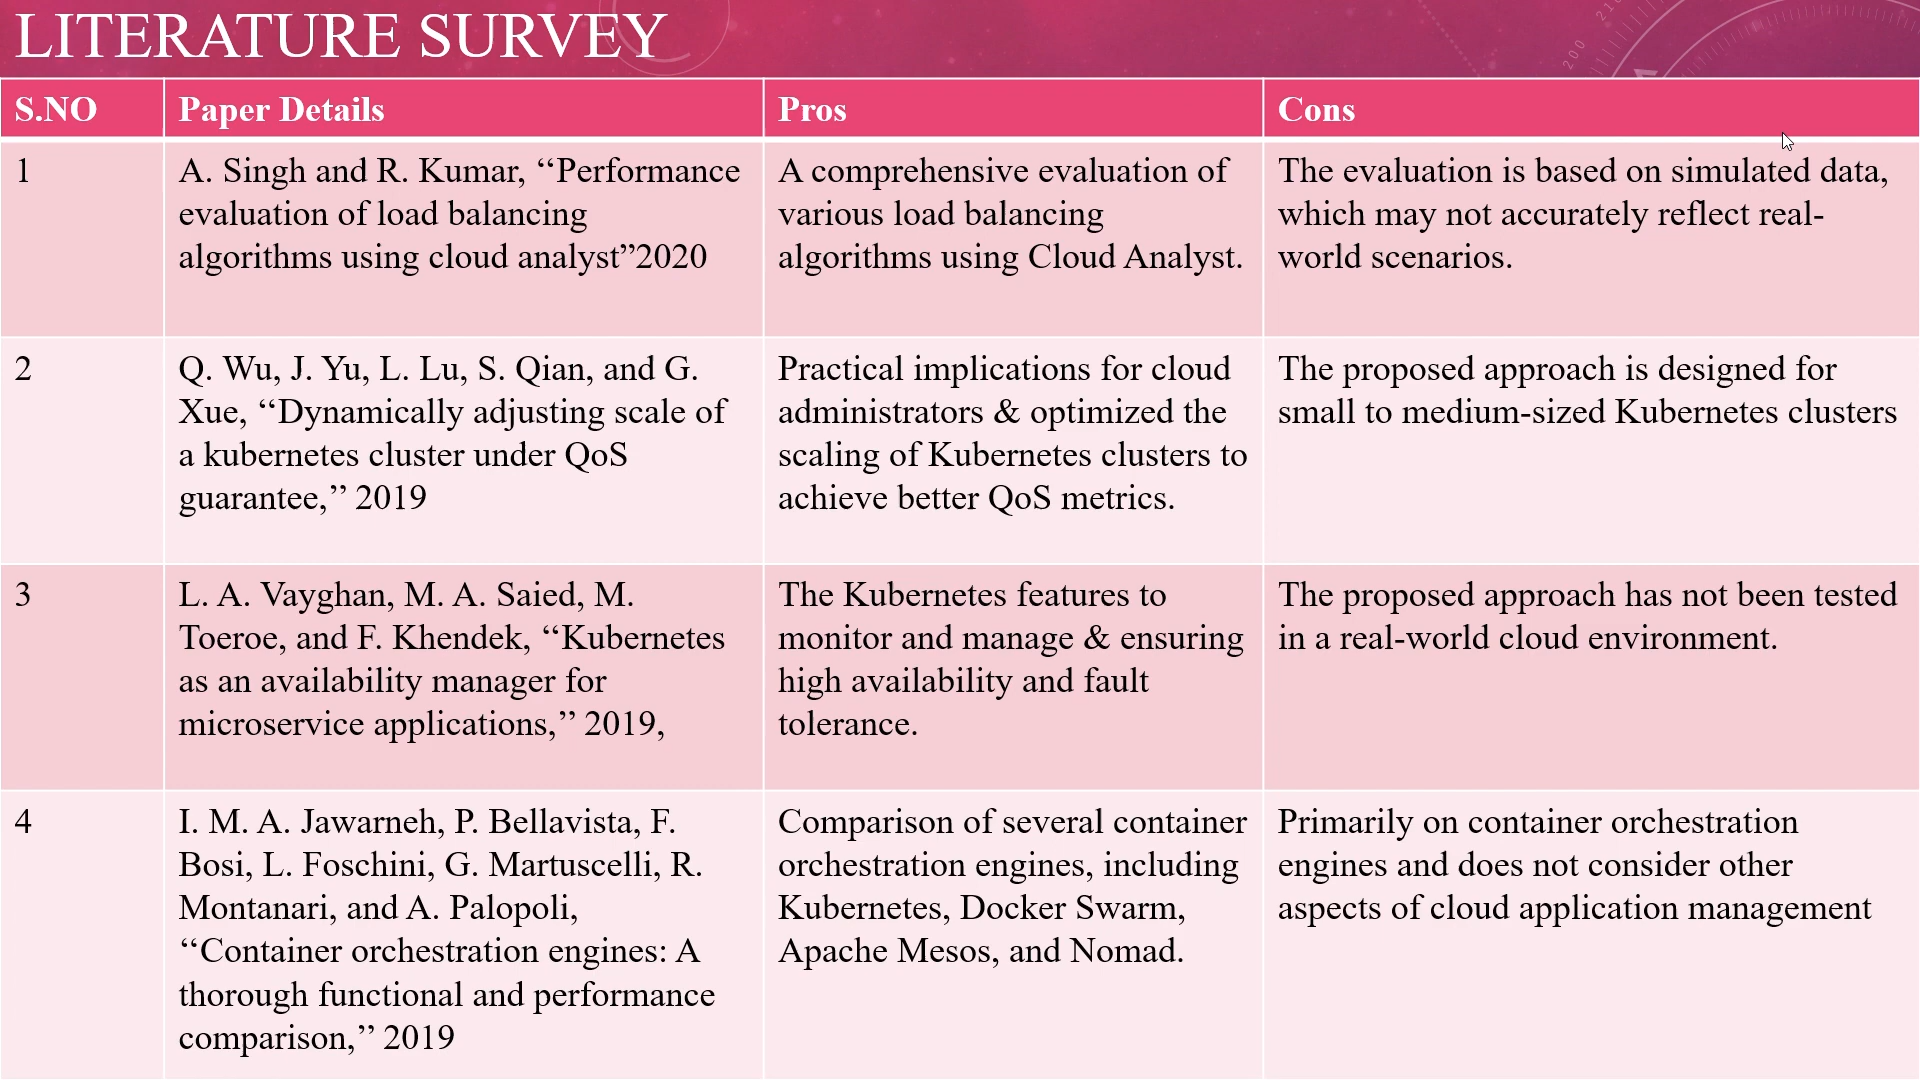 LITERATURE SURVEY
S.NO
Paper Details
Pros
Cons
1
A. Singh and R. Kumar, ‘‘Performance
evaluation of load balancing
algorithms using cloud analyst”2020
A comprehensive evaluation of
various load balancing
algorithms using Cloud Analyst.
The evaluation is based on simulated data,
which may not accurately reflect real-
world scenarios.
2
Q. Wu, J. Yu, L. Lu, S. Qian, and G.
Xue, ‘‘Dynamically adjusting scale of
a kubernetes cluster under QoS
guarantee,’’ 2019
Practical implications for cloud
administrators & optimized the
scaling of Kubernetes clusters to
achieve better QoS metrics.
The proposed approach is designed for
small to medium-sized Kubernetes clusters
3
L. A. Vayghan, M. A. Saied, M.
Toeroe, and F. Khendek, ‘‘Kubernetes
as an availability manager for
microservice applications,’’ 2019,
The Kubernetes features to
monitor and manage & ensuring
high availability and fault
tolerance.
The proposed approach has not been tested
in a real-world cloud environment.
4
I. M. A. Jawarneh, P. Bellavista, F.
Bosi, L. Foschini, G. Martuscelli, R.
Montanari, and A. Palopoli,
‘‘Container orchestration engines: A
thorough functional and performance
comparison,’’ 2019
Comparison of several container
orchestration engines, including
Kubernetes, Docker Swarm,
Apache Mesos, and Nomad.
Primarily on container orchestration
engines and does not consider other
aspects of cloud application management
200